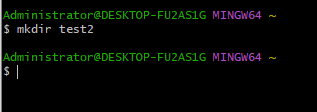 Administrator@DESKTOP-FU2AS1G MINGW64 ~
$ mkdir test2
Administrator@DESKTOP-FU2AS1G MINGW64 ~
$